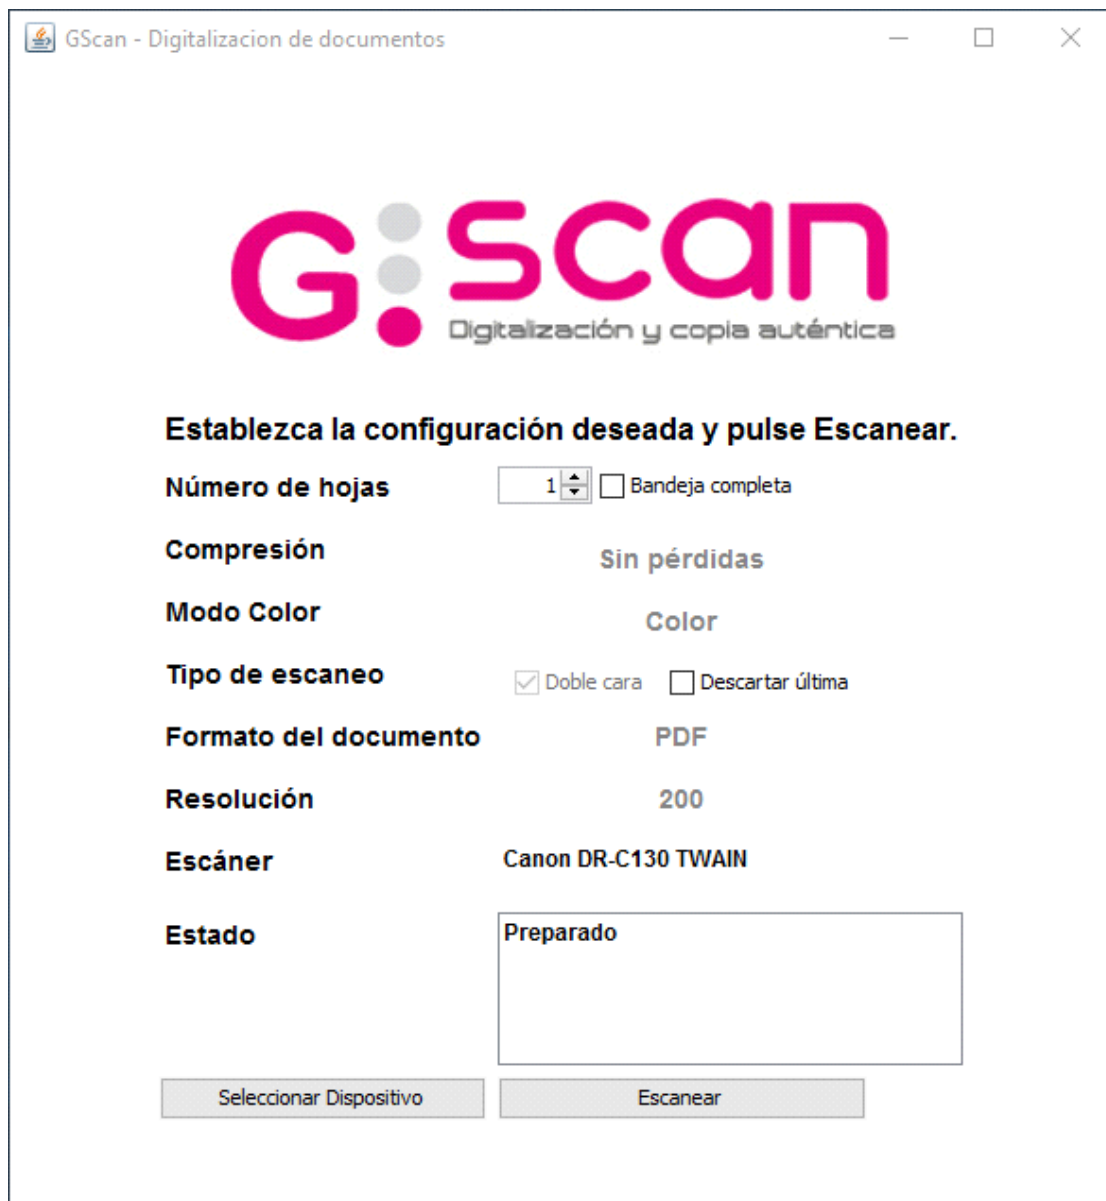 GScan - Digitalizacion de documentos
G scan
Digitalización y copia auténtica
Establezca la configuración deseada y pulse Escanear.
Número de hojas 1 Bandeja completa
Compresión Sin pérdidas
Modo Color Color
Tipo de escaneo Doble cara Descartar última
Formato del documento PDF
Resolución 200
Escáner Canon DR-C130 TWAIN
Estado Preparado
Seleccionar Dispositivo Escanear